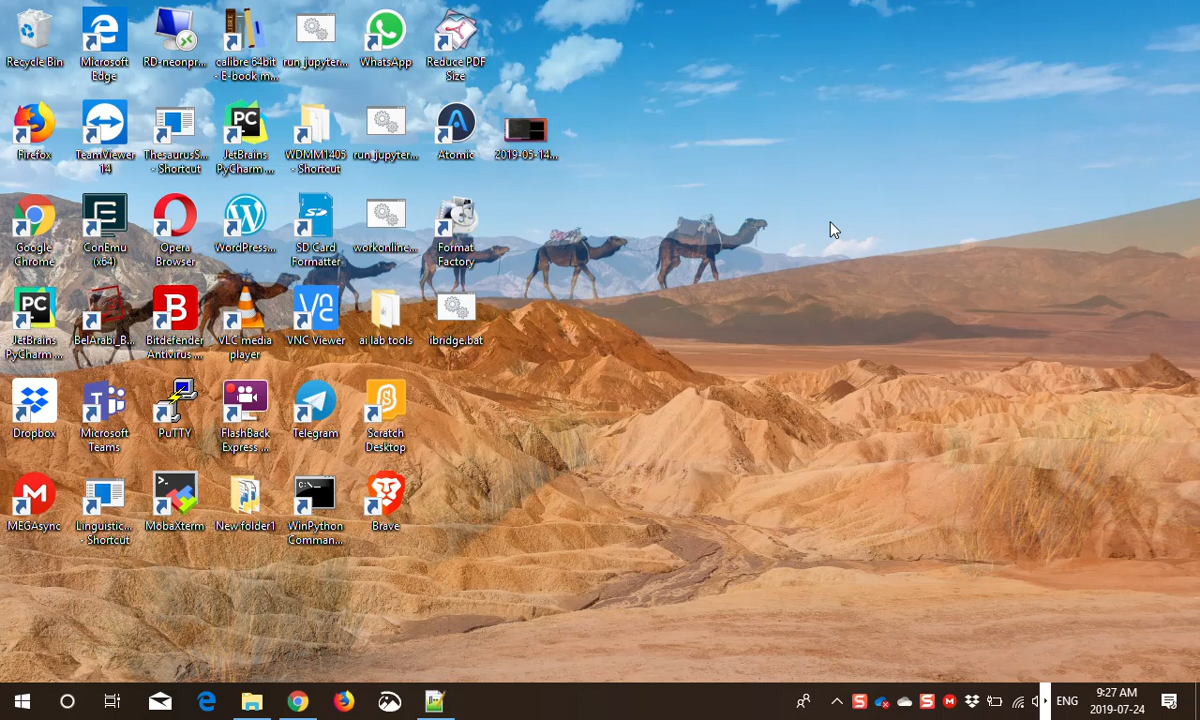 Recycle Bin
Microsoft
Edge
RD-neonpr...
calibre 64bit
- E-book m...
run_jupyter...
WhatsApp
Reduce PDF
Size
Firefox
TeamViewer
14
ThesaurusS...
- Shortcut
PC
JetBrains
PyCharm ...
WDMM1405
- Shortcut
run_jupyter...
Atomic
2019-05-14...
Google
Chrome
ConEmu
(x64)
Opera
Browser
WordPress...
SD Card
Formatter
workonline...
Format
Factory
PC
JetBrains
PyCharm ...
BelArabi_B...
B
Bitdefender
Antivirus ...
VLC media
player
VNC Viewer
ai lab tools
ibridge.bat
Dropbox
Microsoft
Teams
PuTTY
FlashBack
Express ...
Telegram
Scratch
Desktop
MEGAsync
Linguistic...
- Shortcut
MobaXterm
New folder1
WinPython
Comman...
Brave
ENG
9:27 AM
2019-07-24